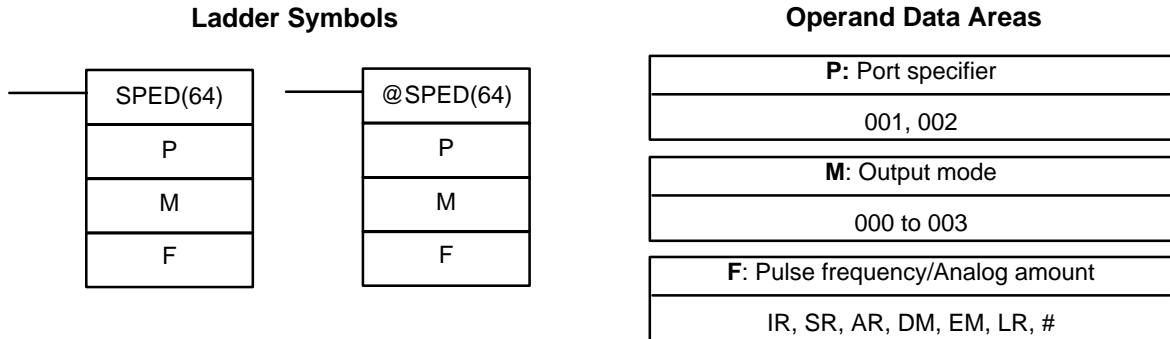 Ladder Symbols
SPED(64)
P
M
F
@SPED(64)
P
M
F
Operand Data Areas
P: Port specifier
001, 002
M: Output mode
000 to 003
F: Pulse frequency/Analog amount
IR, SR, AR, DM, EM, LR, #